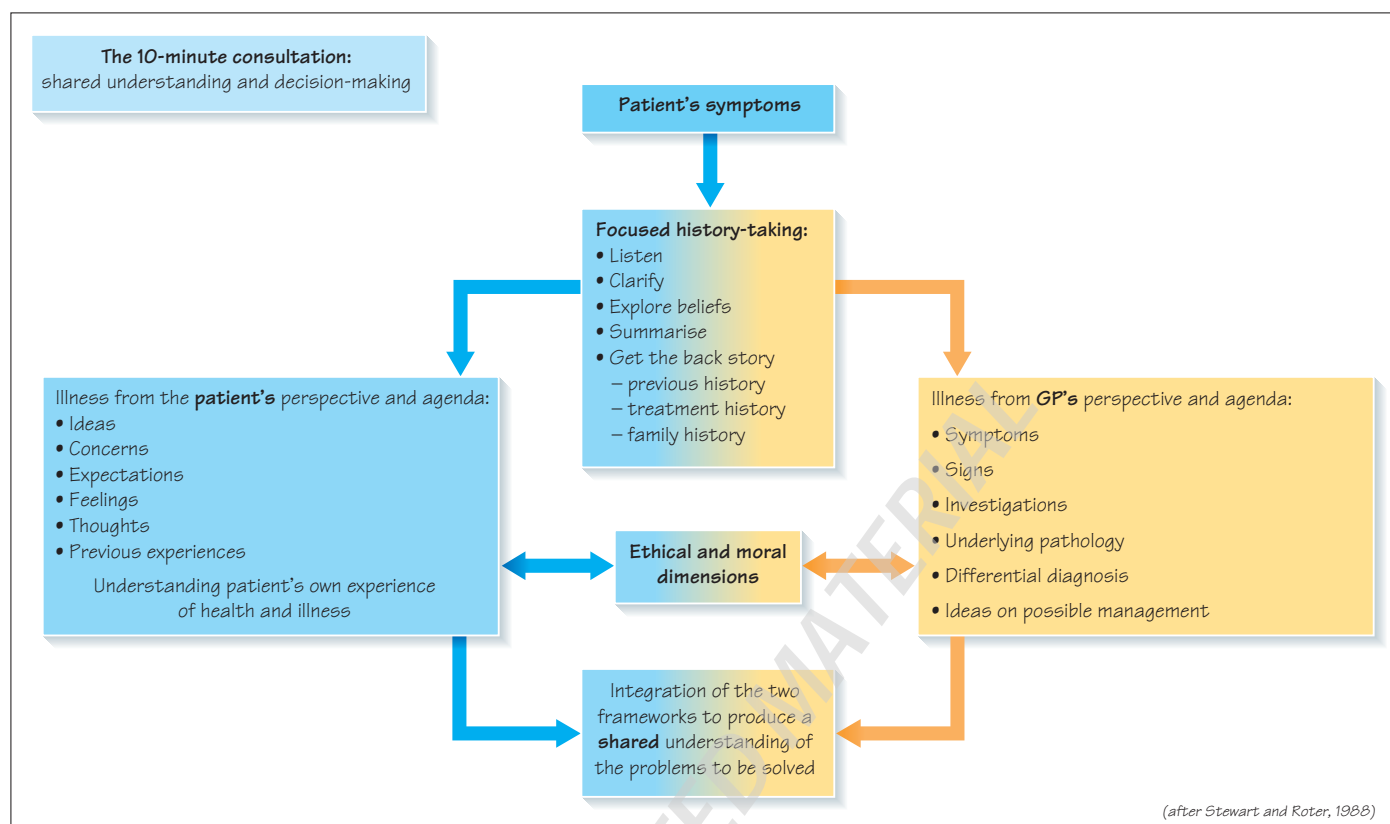 The 10-minute consultation:
shared understanding and decision-making
Patient's symptoms
Focused history-taking:
• Listen
• Clarify
• Explore beliefs
• Summarise
• Get the back story
– previous history
– treatment history
– family history
Illness from the patient's perspective and agenda:
• Ideas
• Concerns
• Expectations
• Feelings
• Thoughts
• Previous experiences
Understanding patient's own experience
of health and illness
Ethical and moral
dimensions
Illness from GP's perspective and agenda:
• Symptoms
• Signs
• Investigations
• Underlying pathology
• Differential diagnosis
• Ideas on possible management
Integration of the two
frameworks to produce a
shared understanding of
the problems to be solved
(after Stewart and Roter, 1988)
TED MATERIAL